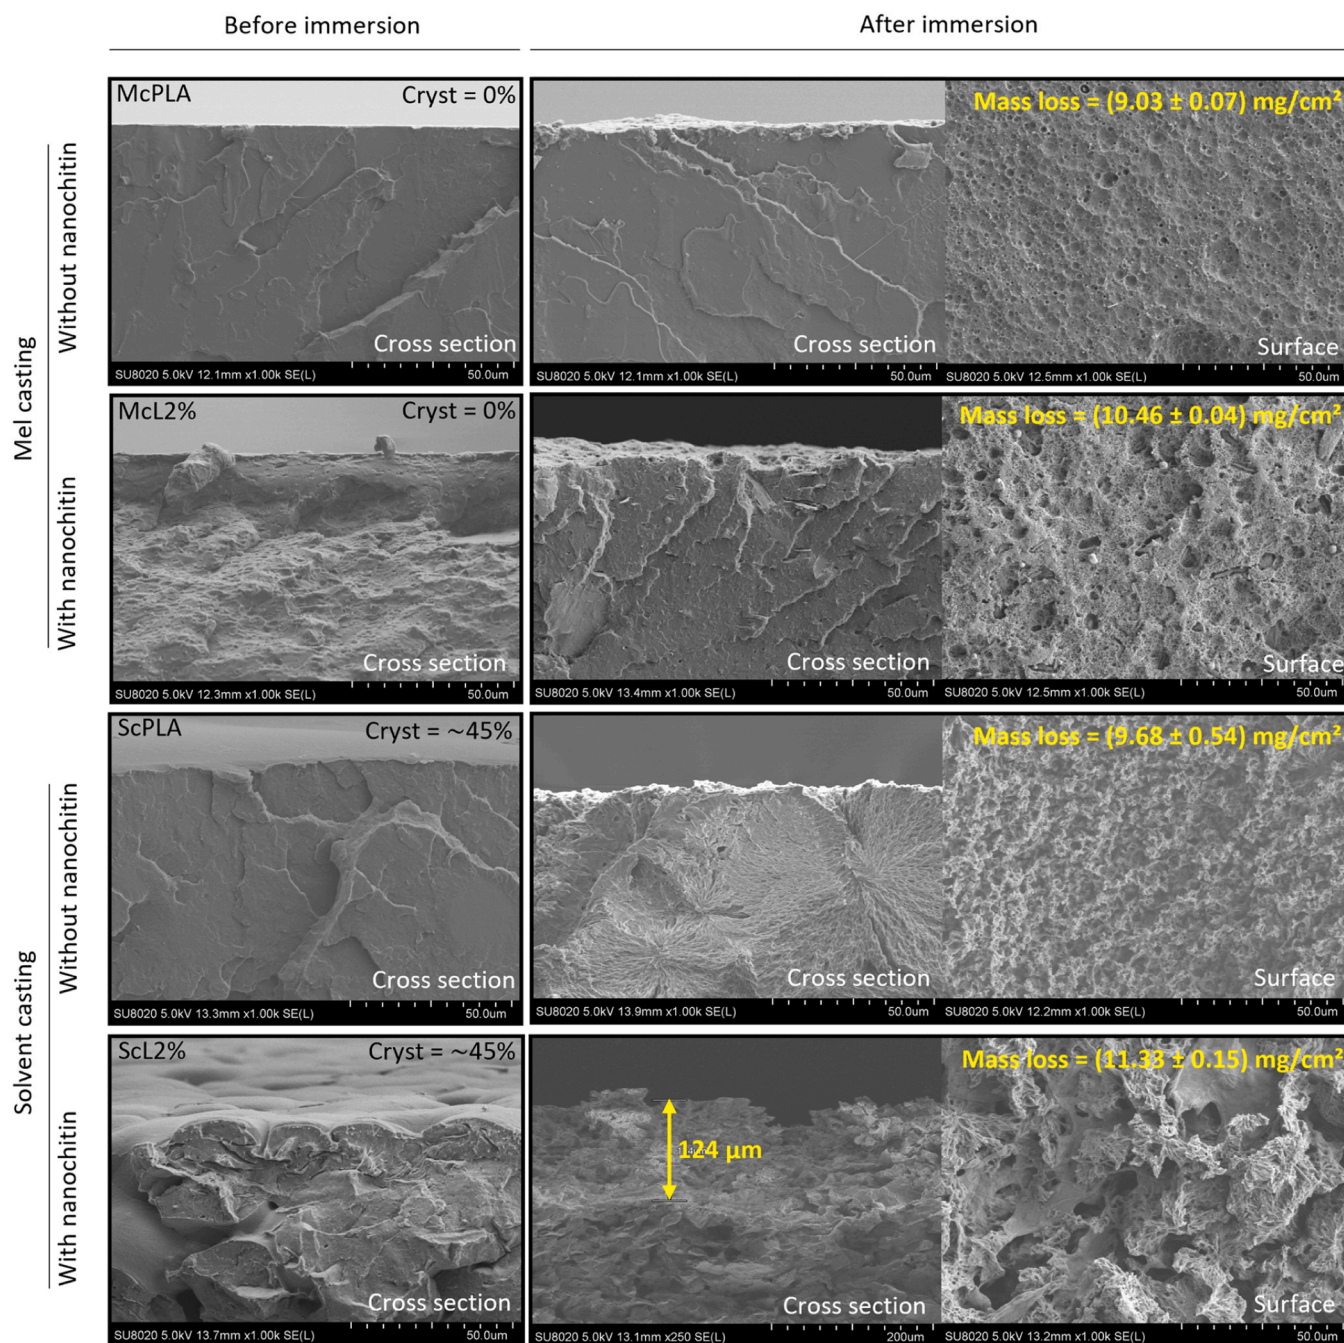 Before immersion
After immersion
Mel casting
Without nanochitin
McPLA
Cryst = 0%
Cross section
SU8020 5.0kV 12.1mm x1.00k SE(L)
50.0um
Cross section
SU8020 5.0kV 12.1mm x1.00k SE(L)
50.0um
Mass loss = (9.03 ± 0.07) mg/cm²
Surface
SU8020 5.0kV 12.5mm x1.00k SE(L)
50.0um
With nanochitin
McL2%
Cryst = 0%
Cross section
SU8020 5.0kV 12.3mm x1.00k SE(L)
50.0um
Cross section
SU8020 5.0kV 13.4mm x1.00k SE(L)
50.0um
Mass loss = (10.46 ± 0.04) mg/cm²
Surface
SU8020 5.0kV 12.5mm x1.00k SE(L)
50.0um
Solvent casting
Without nanochitin
ScPLA
Cryst = ~45%
Cross section
SU8020 5.0kV 13.3mm x1.00k SE(L)
50.0um
Cross section
SU8020 5.0kV 13.9mm x1.00k SE(L)
50.0um
Mass loss = (9.68 ± 0.54) mg/cm²
Surface
SU8020 5.0kV 12.2mm x1.00k SE(L)
50.0um
With nanochitin
ScL2%
Cryst = ~45%
Cross section
SU8020 5.0kV 13.7mm x1.00k SE(L)
50.0um
124 μm
Cross section
SU8020 5.0kV 13.1mm x250 SE(L)
200um
Mass loss = (11.33 ± 0.15) mg/cm²
Surface
SU8020 5.0kV 13.2mm x1.00k SE(L)
50.0um